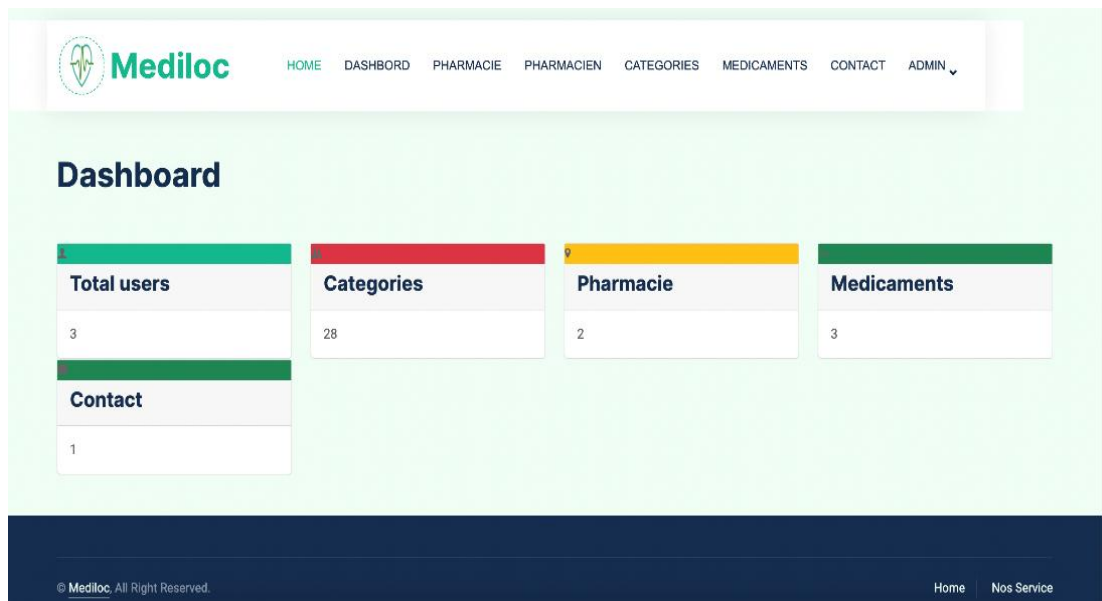 Mediloc
HOME DASHBORD PHARMACIE PHARMACIEN CATEGORIES MEDICAMENTS CONTACT ADMIN
Dashboard
Total users Categories Pharmacie Medicaments
3 28 2 3
Contact
1
© Mediloc, All Right Reserved. Home Nos Service